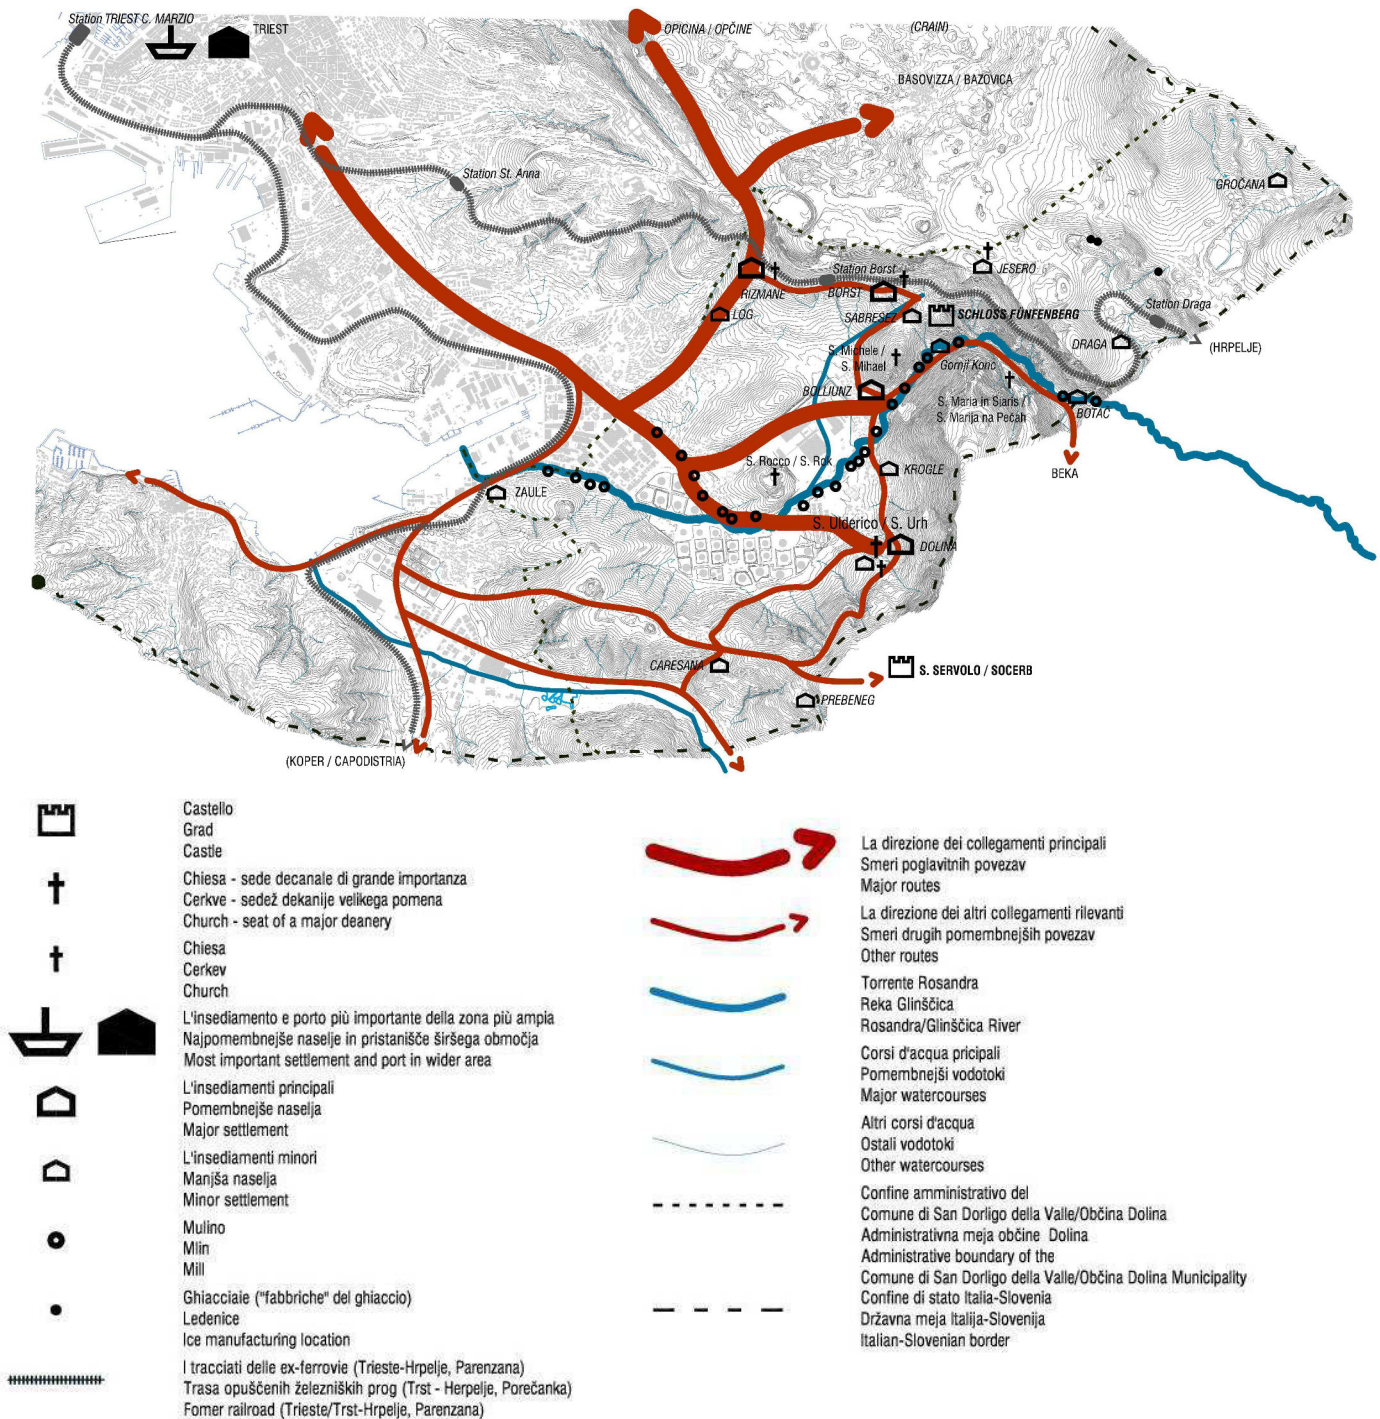 Station TRIEST C. MARZIO
TRIEST
OPICINA / OPČINE
(CRAIN)
BASOVIZZA / BAZOVICA
Station St. Anna
GROČANA
JESERO
Station Borst
RIZMANE
BORST
LOG
SABRESEZ
SCHLOSS FÜNFENBERG
Station Draga
DRAGA
(HRPELJE)
S. Michele /
S. Mihael
Gornji Konc
BOLLIUNZ
S. Maria in Siaris /
S. Marija na Pečah
BOTAC
S. Rocco / S. Rok
KROGLE
BEKA
ZAULE
S. Ulderico / S. Urh
DOLINA
CARESANA
S. SERVOLO / SOCERB
PREBENEG
(KOPER / CAPODISTRIA)
Castello
Grad
Castle
Chiesa - sede decanale di grande importanza
Cerkve - sedež dekanije velikega pomena
Church - seat of a major deanery
Chiesa
Cerkev
Church
L'insediamento e porto più importante della zona più ampia
Najpomembnejše naselje in pristanišče širšega območja
Most important settlement and port in wider area
L'insediamenti principali
Pomembnejše naselja
Major settlement
L'insediamenti minori
Manjša naselja
Minor settlement
Mulino
Mlin
Mill
Ghiacciaie ("fabbriche" del ghiaccio)
Ledenice
Ice manufacturing location
I tracciati delle ex-ferrovie (Trieste-Hrpelje, Parenzana)
Trasa opuščenih železniških prog (Trst - Herpelje, Porečanka)
Fomer railroad (Trieste/Trst-Hrpelje, Parenzana)
La direzione dei collegamenti principali
Smeri poglavitnih povezav
Major routes
La direzione dei altri collegamenti rilevanti
Smeri drugih pomembnejših povezav
Other routes
Torrente Rosandra
Reka Glinščica
Rosandra/Glinščica River
Corsi d'acqua pricipali
Pomembnejši vodotoki
Major watercourses
Altri corsi d'acqua
Ostali vodotoki
Other watercourses
Confine amministrativo del
Comune di San Dorligo della Valle/Občina Dolina
Administrativna meja občine Dolina
Administrative boundary of the
Comune di San Dorligo della Valle/Občina Dolina Municipality
Confine di stato Italia-Slovenia
Državna meja Italija-Slovenija
Italian-Slovenian border